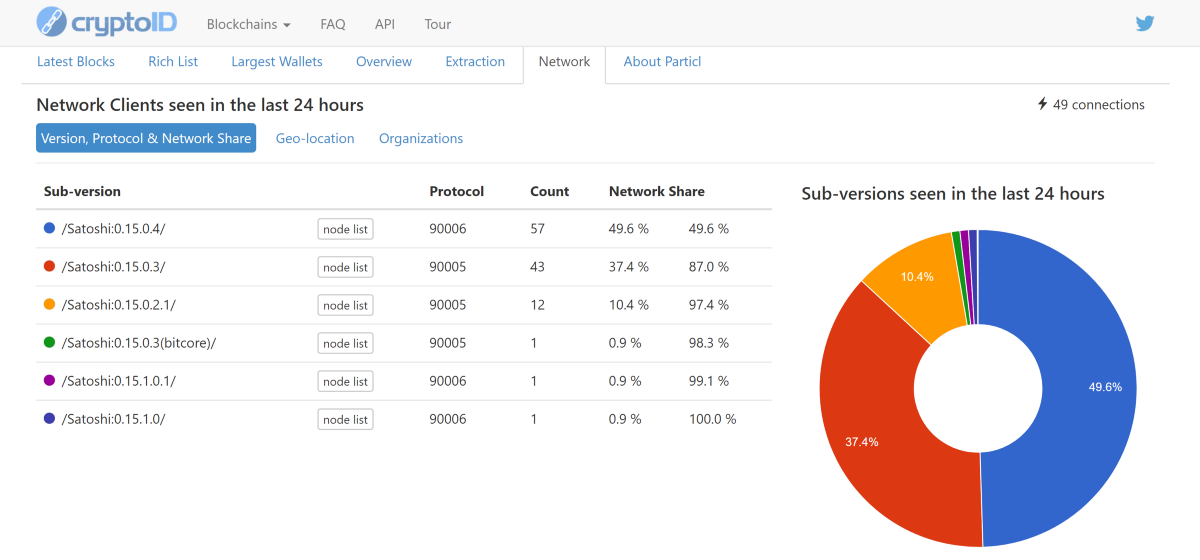 cryptoID Blockchains FAQ API Tour
Latest Blocks Rich List Largest Wallets Overview Extraction Network About Particl
Network Clients seen in the last 24 hours 49 connections
Version, Protocol & Network Share Geo-location Organizations
Sub-version Protocol Count Network Share
/Satoshi:0.15.0.4/ node list 90006 57 49.6 % 49.6 %
/Satoshi:0.15.0.3/ node list 90005 43 37.4 % 87.0 %
/Satoshi:0.15.0.2.1/ node list 90005 12 10.4 % 97.4 %
/Satoshi:0.15.0.3(bitcore)/ node list 90005 1 0.9 % 98.3 %
/Satoshi:0.15.1.0.1/ node list 90006 1 0.9 % 99.1 %
/Satoshi:0.15.1.0/ node list 90006 1 0.9 % 100.0 %
Sub-versions seen in the last 24 hours
10.4%
49.6%
37.4%